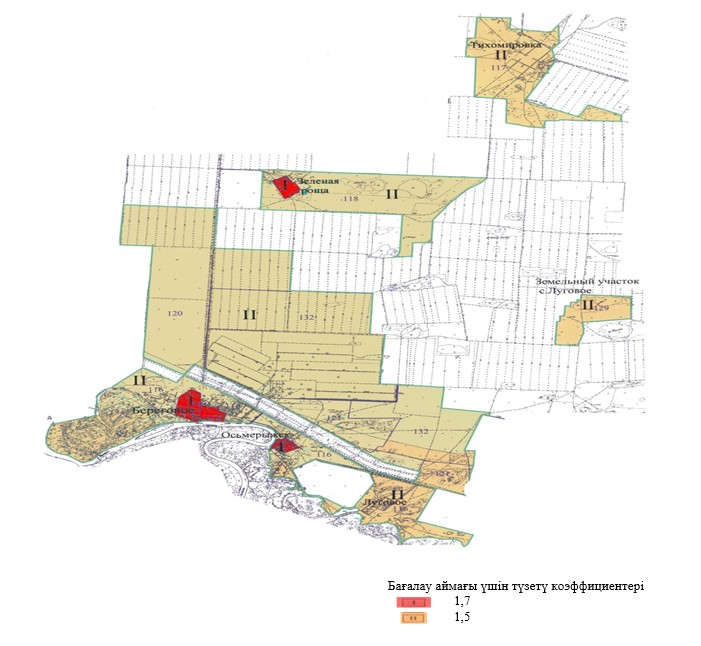 Тихомировка
II
117
I
Зеленая
роща
118
II
Земельный участок
с.Луговое
II
129
120
II
132
II
116
I
Береговое
Осьмерыжск
I
116
132
II
Луговое
Бағалау аймағы үшін түзету коэффициентері
1,7
1,5